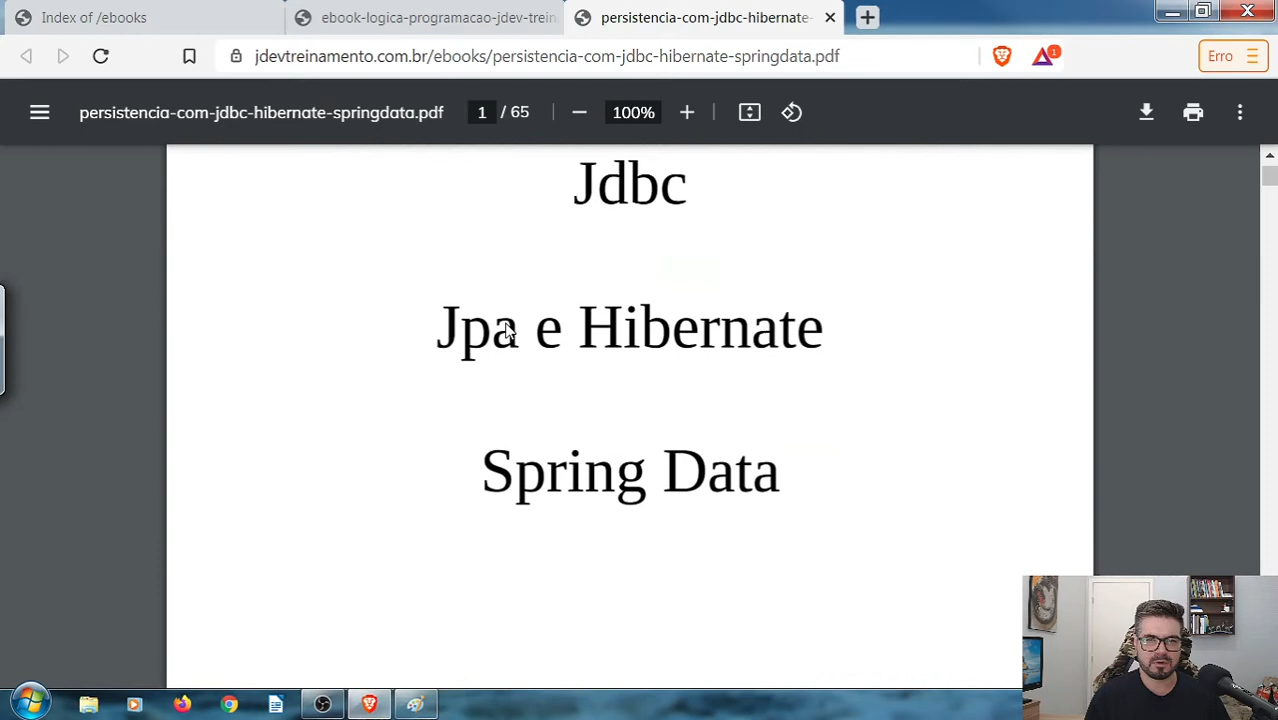 Index of /ebooks
ebook-logica-programacao-jdev-trein
persistencia-com-jdbc-hibernate-
jdevtreinamento.com.br/ebooks/persistencia-com-jdbc-hibernate-springdata.pdf
1
Erro
persistencia-com-jdbc-hibernate-springdata.pdf
1 / 65
100%
Jdbc
Jpa e Hibernate
Spring Data